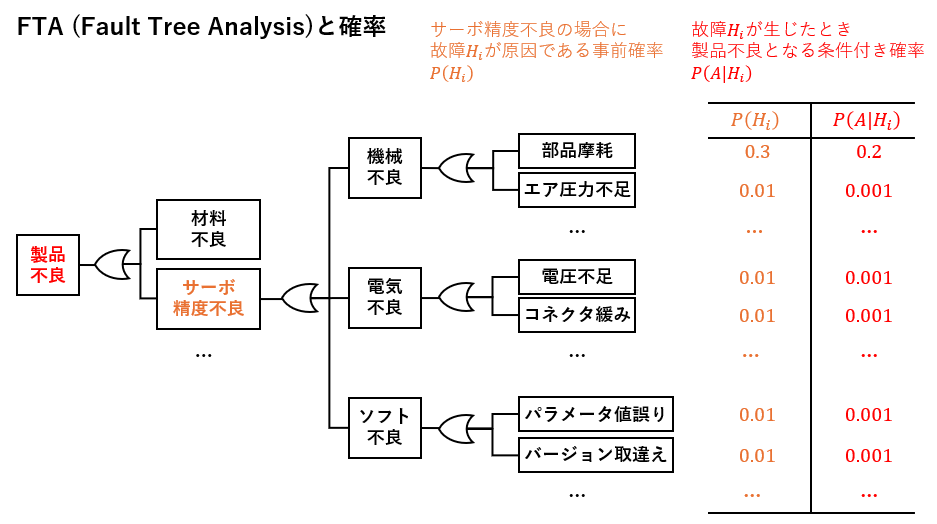 FTA (Fault Tree Analysis)と確率
サーボ精度不良の場合に
故障H_iが原因である事前確率
P(H_i)
故障H_iが生じたとき
製品不良となる条件付き確率
P(A|H_i)
P(H_i) P(A|H_i)
機械
不良
部品摩耗 0.3 0.2
エア圧力不足 0.01 0.001
… … …
材料
不良
製品
不良
サーボ
精度不良
…
電気
不良
電圧不足 0.01 0.001
コネクタ緩み 0.01 0.001
… … …
ソフト
不良
パラメータ値誤り 0.01 0.001
バージョン取違え 0.01 0.001
… … …